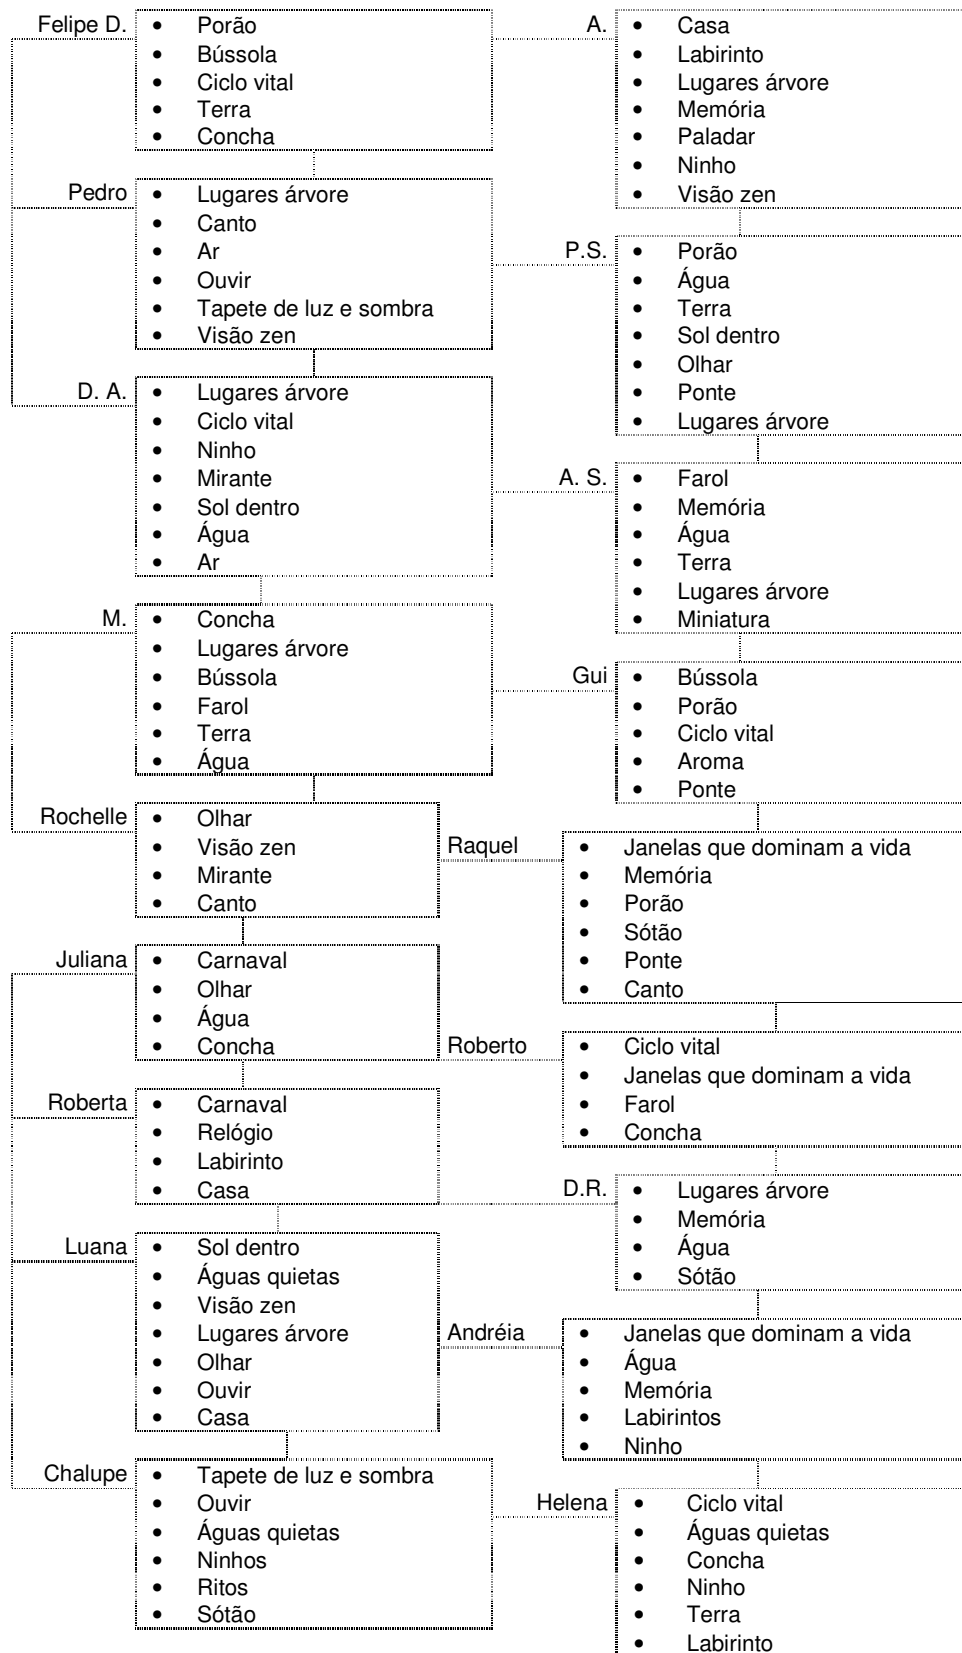 Felipe D.
• Porão
• Bússola
• Ciclo vital
• Terra
• Concha
Pedro
• Lugares árvore
• Canto
• Ar
• Ouvir
• Tapete de luz e sombra
• Visão zen
D. A.
• Lugares árvore
• Ciclo vital
• Ninho
• Mirante
• Sol dentro
• Água
• Ar
M.
• Concha
• Lugares árvore
• Bússola
• Farol
• Terra
• Água
Rochelle
• Olhar
• Visão zen
• Mirante
• Canto
Juliana
• Carnaval
• Olhar
• Água
• Concha
Roberta
• Carnaval
• Relógio
• Labirinto
• Casa
Luana
• Sol dentro
• Águas quietas
• Visão zen
• Lugares árvore
• Olhar
• Ouvir
• Casa
Chalupe
• Tapete de luz e sombra
• Ouvir
• Águas quietas
• Ninhos
• Ritos
• Sótão
A.
• Casa
• Labirinto
• Lugares árvore
• Memória
• Paladar
• Ninho
• Visão zen
P.S.
• Porão
• Água
• Terra
• Sol dentro
• Olhar
• Ponte
• Lugares árvore
A. S.
• Farol
• Memória
• Água
• Terra
• Lugares árvore
• Miniatura
Gui
• Bússola
• Porão
• Ciclo vital
• Aroma
• Ponte
Raquel
• Janelas que dominam a vida
• Memória
• Porão
• Sótão
• Ponte
• Canto
Roberto
• Ciclo vital
• Janelas que dominam a vida
• Farol
• Concha
D.R.
• Lugares árvore
• Memória
• Água
• Sótão
Andréia
• Janelas que dominam a vida
• Água
• Memória
• Labirintos
• Ninho
Helena
• Ciclo vital
• Águas quietas
• Concha
• Ninho
• Terra
• Labirinto